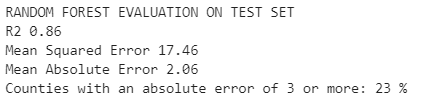 RANDOM FOREST EVALUATION ON TEST SET
R2 0.86
Mean Squared Error 17.46
Mean Absolute Error 2.06
Counties with an absolute error of 3 or more: 23 %